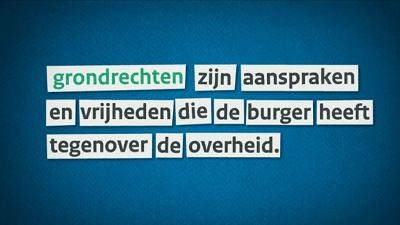 grondrechten zijn aanspraken
en vrijheden die de burger heeft
tegenover de overheid.